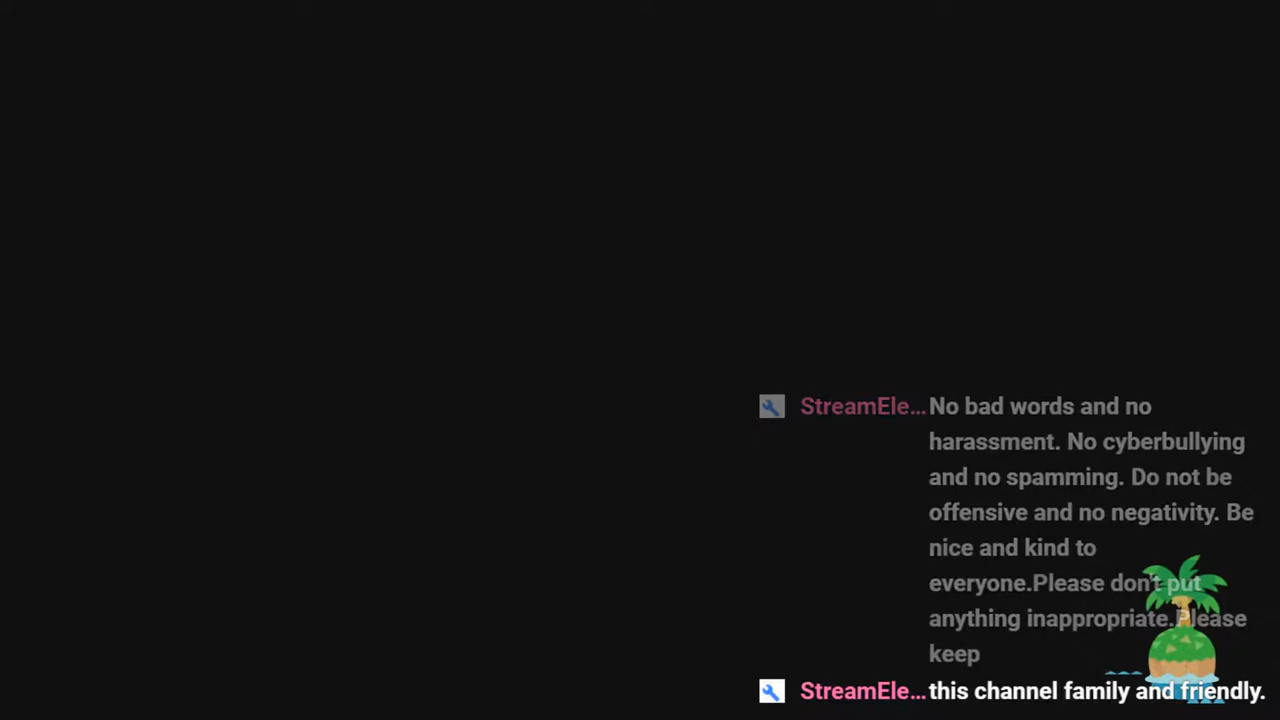 StreamEle… No bad words and no
harassment. No cyberbullying
and no spamming. Do not be
offensive and no negativity. Be
nice and kind to
everyone.Please don't put
anything inappropriate.Please
keep
StreamEle… this channel family and friendly.